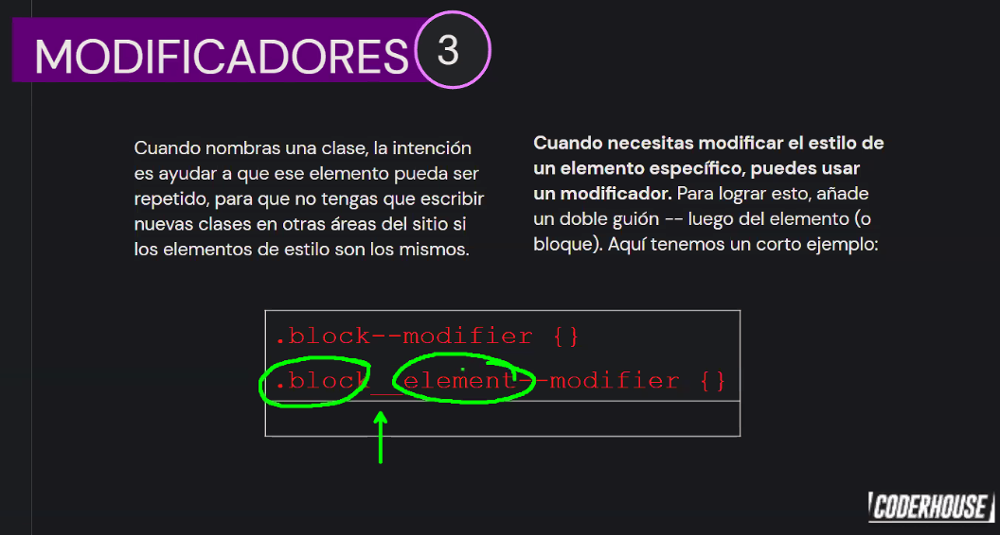 MODIFICADORES
3
Cuando nombras una clase, la intención
es ayudar a que ese elemento pueda ser
repetido, para que no tengas que escribir
nuevas clases en otras áreas del sitio si
los elementos de estilo son los mismos.
Cuando necesitas modificar el estilo de
un elemento específico, puedes usar
un modificador. Para lograr esto, añade
un doble guión -- luego del elemento (o
bloque). Aquí tenemos un corto ejemplo:
.block--modifier {}
.block__element--modifier {}
CODERHOUSE